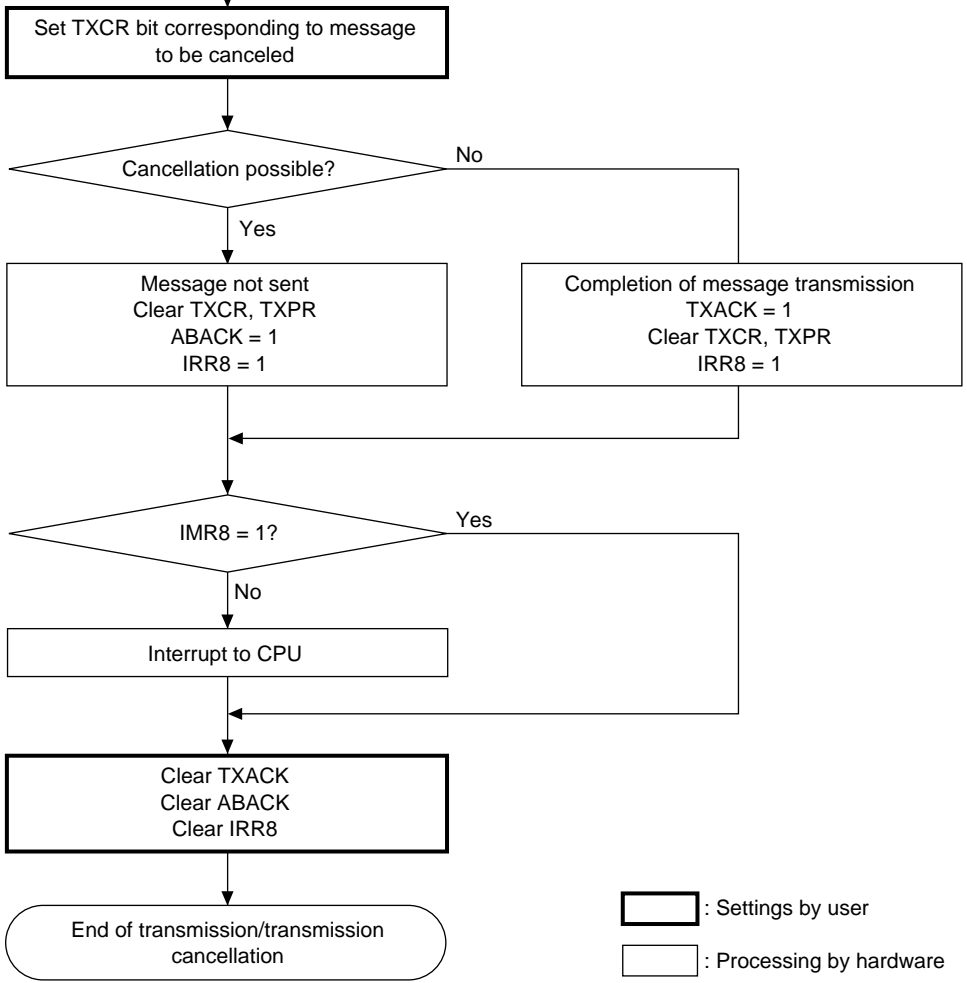 Set TXCR bit corresponding to message
to be canceled
Cancellation possible?
No
Yes
Message not sent
Clear TXCR, TXPR
ABACK = 1
IRR8 = 1
Completion of message transmission
TXACK = 1
Clear TXCR, TXPR
IRR8 = 1
IMR8 = 1?
Yes
No
Interrupt to CPU
Clear TXACK
Clear ABACK
Clear IRR8
End of transmission/transmission
cancellation
: Settings by user
: Processing by hardware